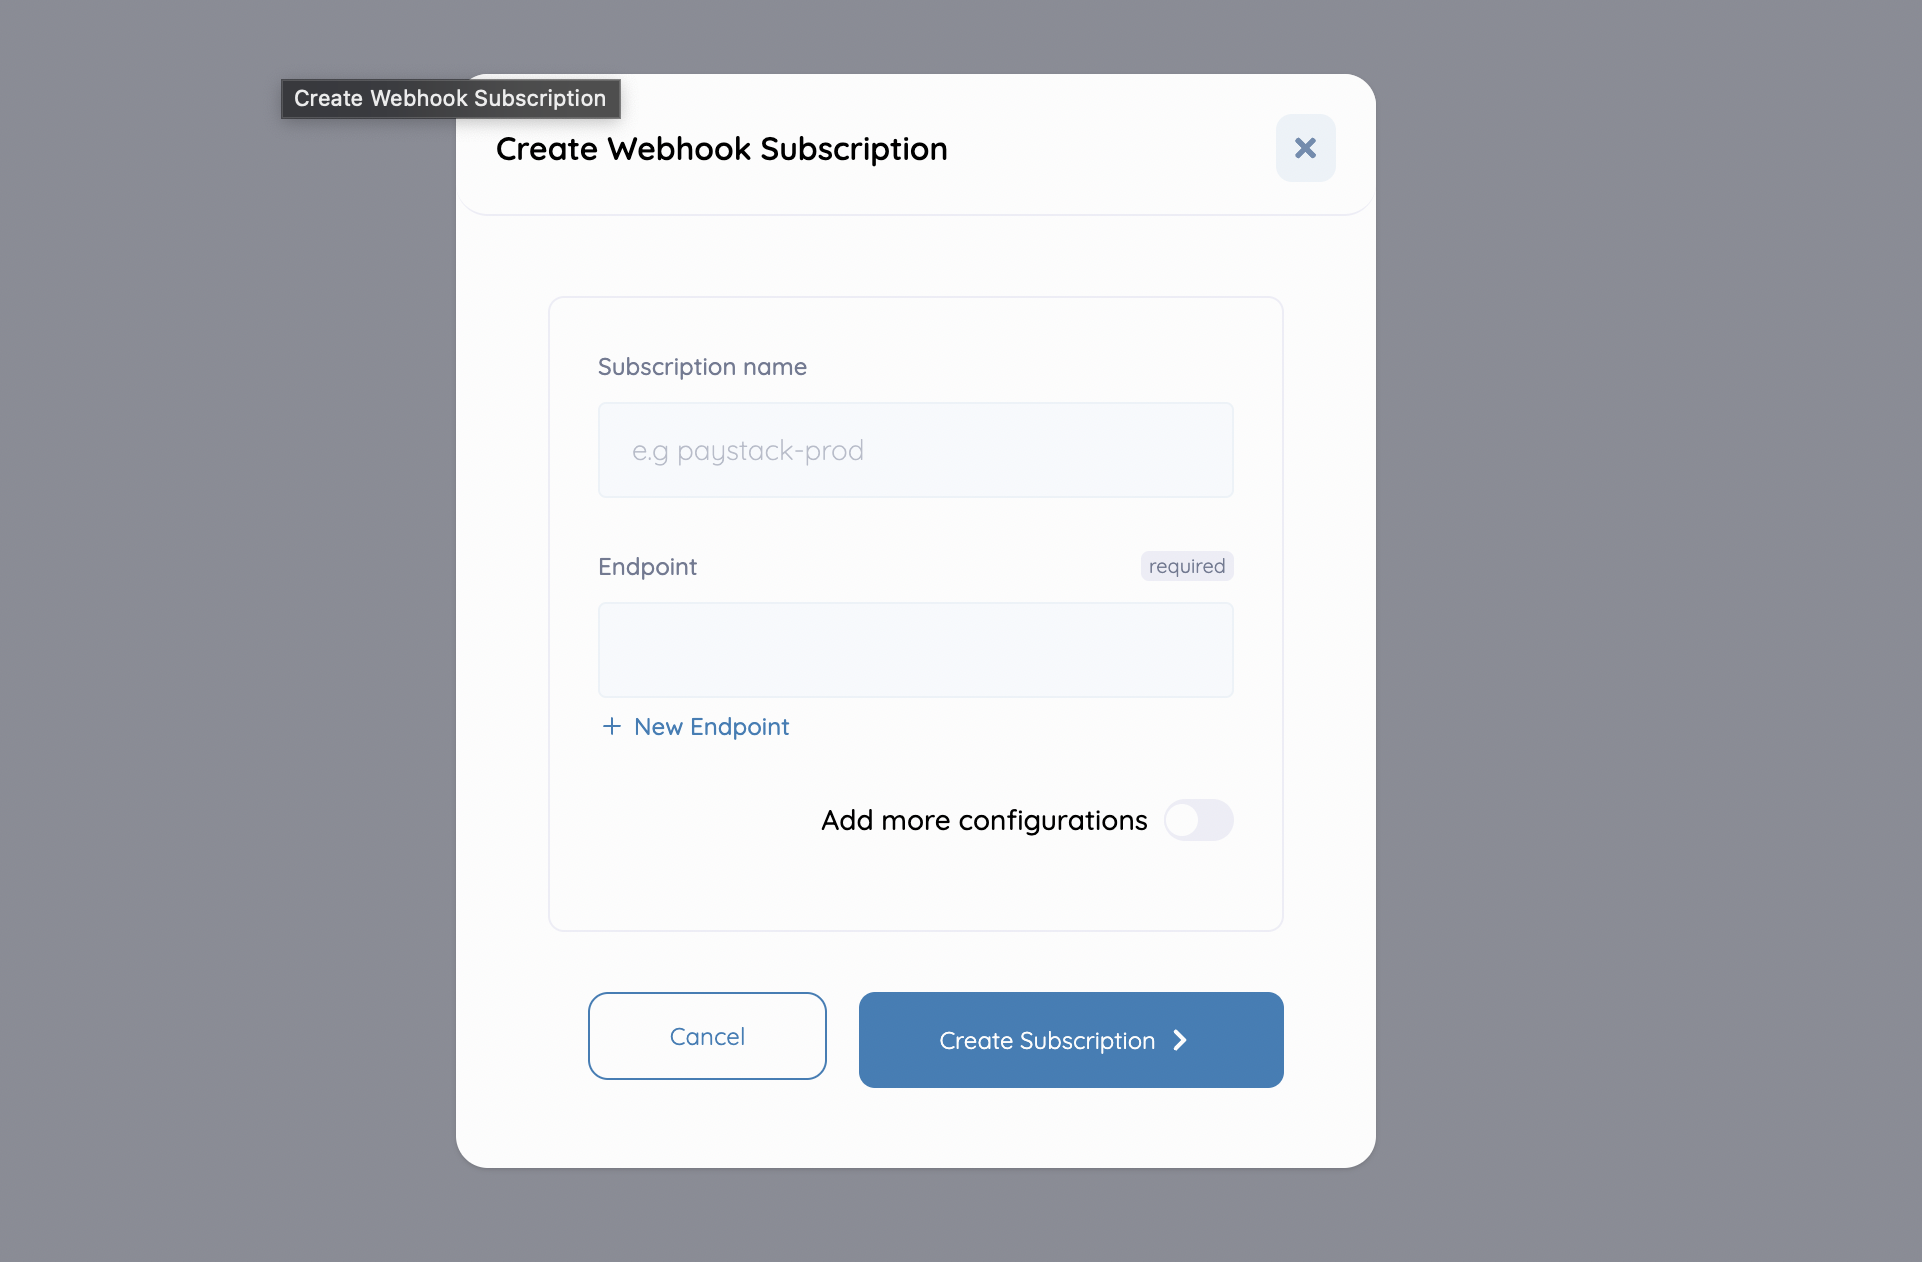 Create Webhook Subscription
Create Webhook Subscription
Subscription name
e.g paystack-prod
Endpoint required
New Endpoint
Add more configurations
Cancel
Create Subscription